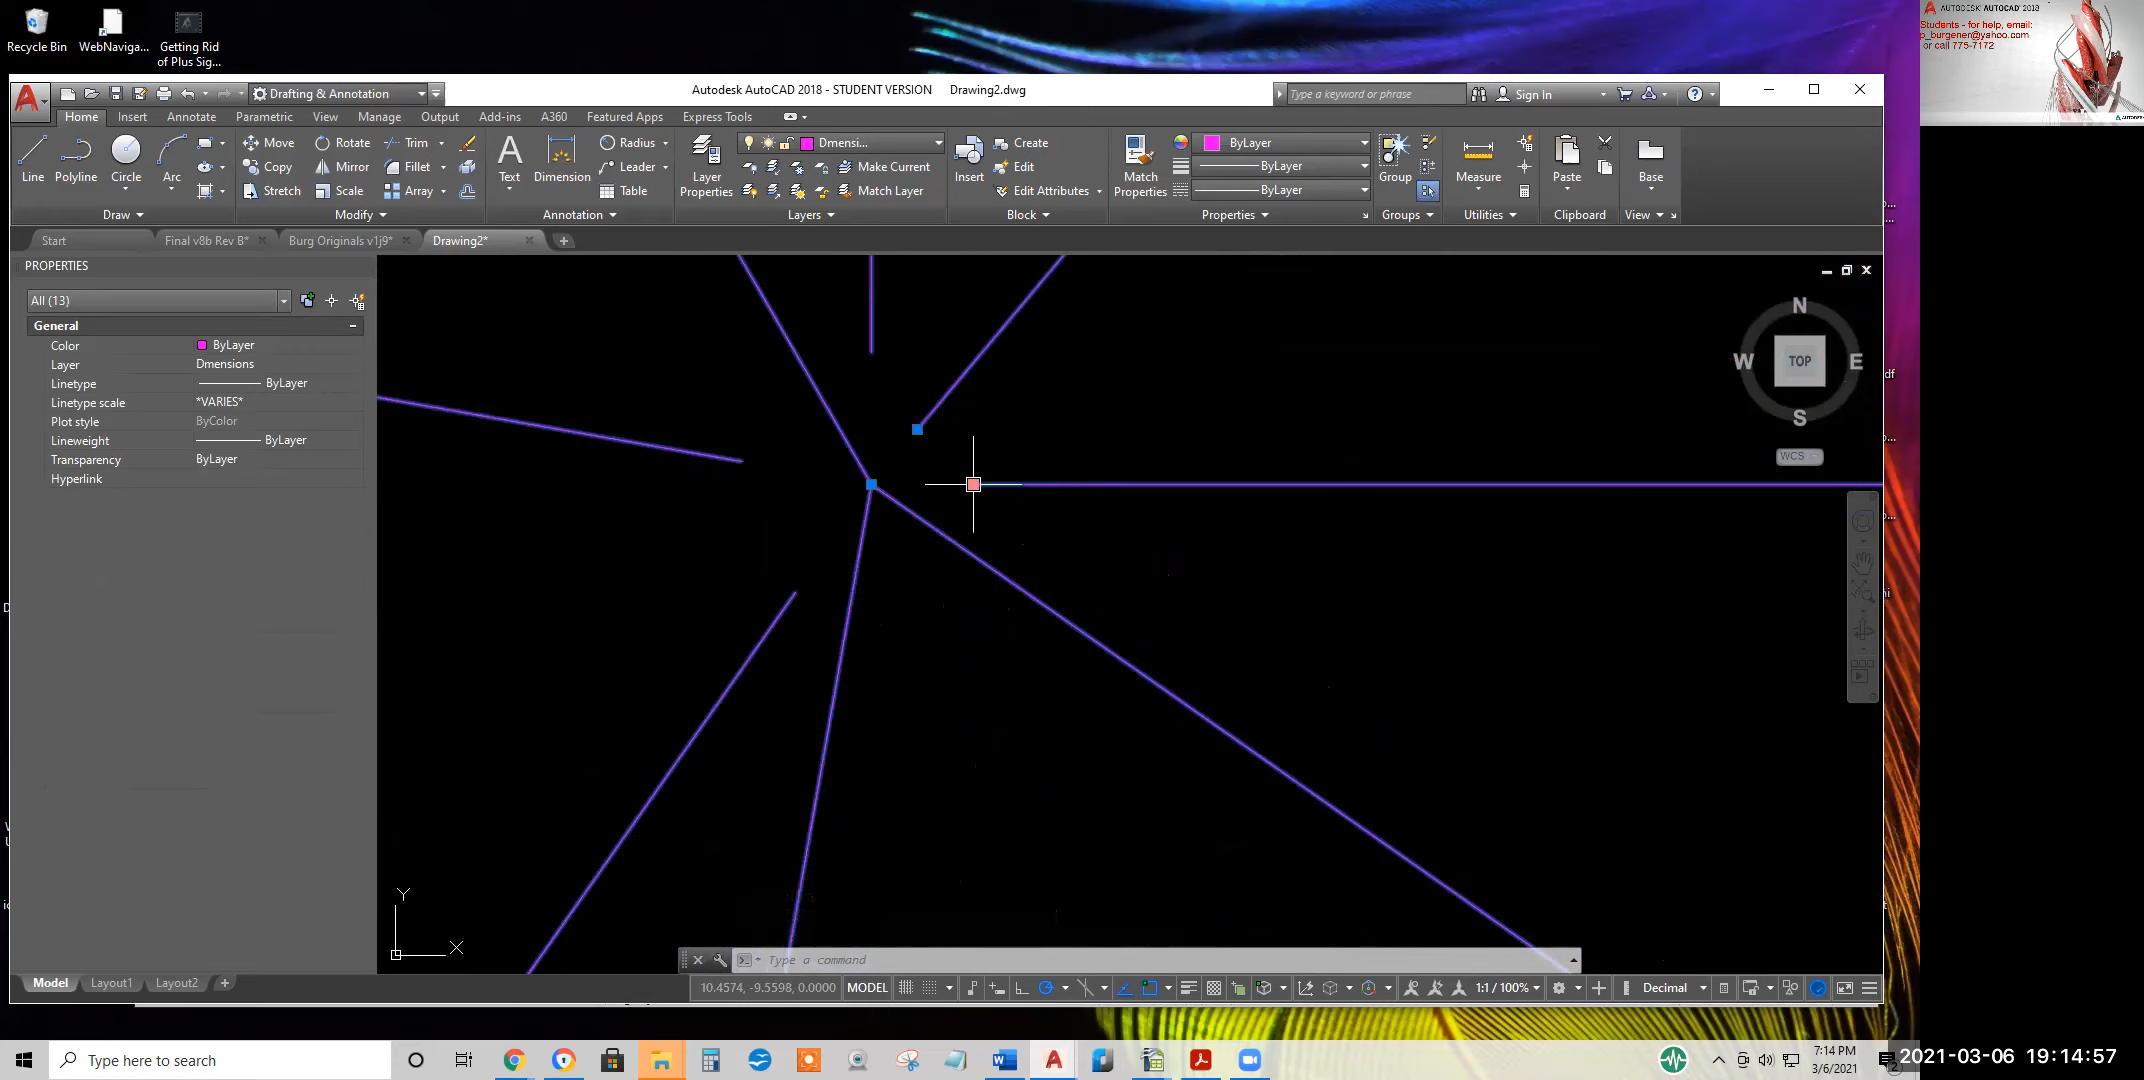 Recycle Bin
WebNaviga...
Getting Rid
of Plus Sig...
AUTODESK AUTOCAD 2018
Students - for help, email:
p_burgener@yahoo.com
or call 775-7172
Drafting & Annotation
Autodesk AutoCAD 2018 - STUDENT VERSION Drawing2.dwg
Type a keyword or phrase
Sign In
Home Insert Annotate Parametric View Manage Output Add-ins A360 Featured Apps Express Tools
Line Polyline Circle Arc
Move Rotate Trim
Copy Mirror Fillet
Stretch Scale Array
Text Dimension
Radius
Leader
Table
Layer
Properties
Dmensi...
Make Current
Match Layer
Insert
Create
Edit
Edit Attributes
Match
Properties
ByLayer
ByLayer
ByLayer
Group
Measure
Paste
Base
Draw Modify Annotation Layers Block Properties Groups Utilities Clipboard View
Start Final v8b Rev B* Burg Originals v1j9* Drawing2*
PROPERTIES
All (13)
General
Color ByLayer
Layer Dmensions
Linetype ByLayer
Linetype scale *VARIES*
Plot style ByColor
Lineweight ByLayer
Transparency ByLayer
Hyperlink
N
W TOP E
S
WCS
Y
X
Type a command
Model Layout1 Layout2
10.4574, -9.5598, 0.0000 MODEL 1:1 / 100% Decimal
Type here to search
7:14 PM
3/6/2021
2021-03-06 19:14:57